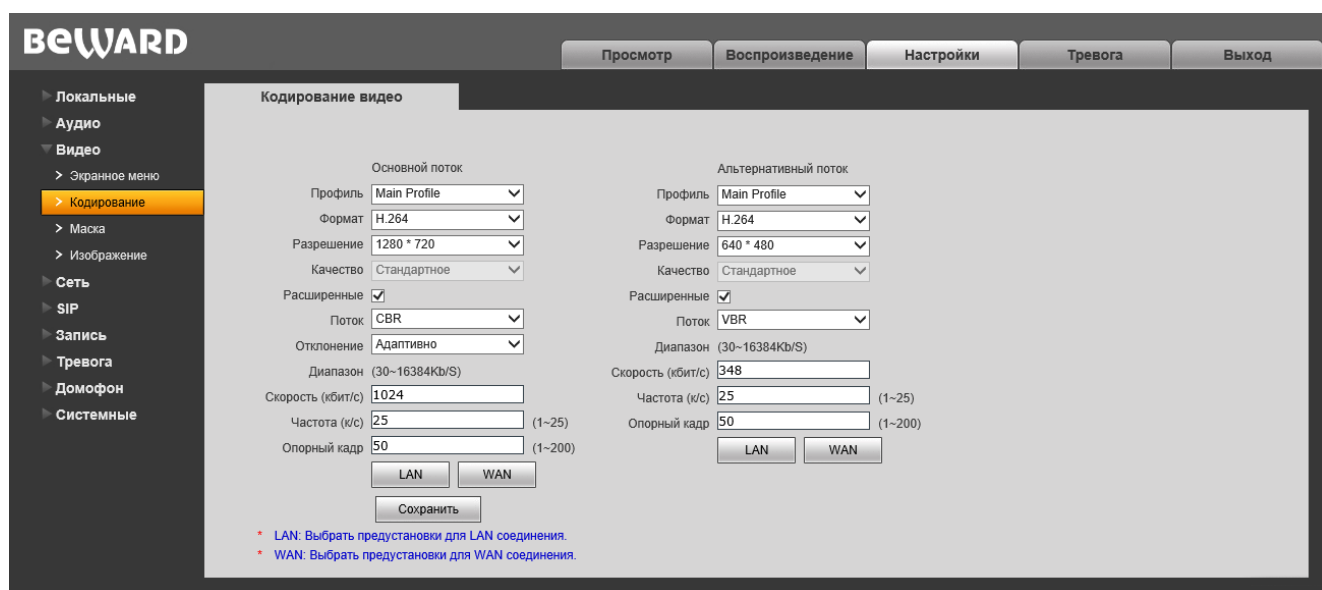 BEWARD
Просмотр Воспроизведение Настройки Тревога Выход
Локальные
Аудио
Видео
> Экранное меню
> Кодирование
> Маска
> Изображение
Сеть
SIP
Запись
Тревога
Домофон
Системные
Кодирование видео
Основной поток
Профиль Main Profile
Формат H.264
Разрешение 1280 * 720
Качество Стандартное
Расширенные
Поток CBR
Отклонение Адаптивно
Диапазон (30~16384Kb/S)
Скорость (кбит/с) 1024
Частота (к/с) 25 (1~25)
Опорный кадр 50 (1~200)
LAN WAN
Сохранить
Альтернативный поток
Профиль Main Profile
Формат H.264
Разрешение 640 * 480
Качество Стандартное
Расширенные
Поток VBR
Диапазон (30~16384Kb/S)
Скорость (кбит/с) 348
Частота (к/с) 25 (1~25)
Опорный кадр 50 (1~200)
LAN WAN
* LAN: Выбрать предустановки для LAN соединения.
* WAN: Выбрать предустановки для WAN соединения.